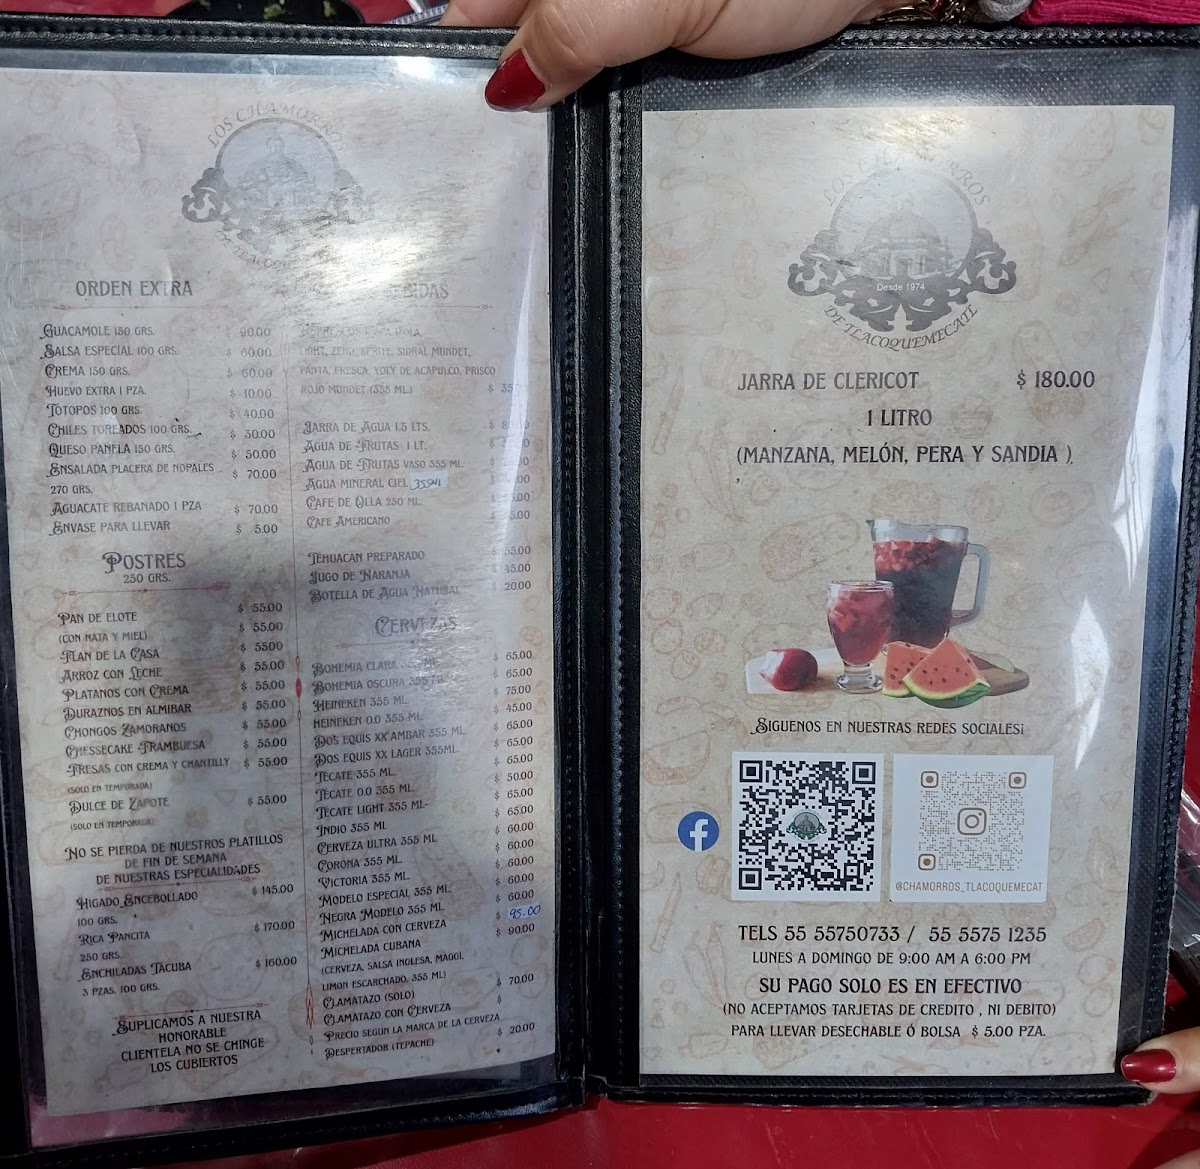 LOS CHAMORROS
DE TLACOQUEMECATL
ORDEN EXTRA
GUACAMOLE 150 GRS. $ 90.00
SALSA ESPECIAL 100 GRS. $ 60.00
CREMA 150 GRS. $ 60.00
HUEVO EXTRA 1 PZA. $ 10.00
TOTOPOS 100 GRS. $ 40.00
CHILES TOREADOS 100 GRS. $ 30.00
QUESO PANELA 150 GRS. $ 50.00
ENSALADA PLACERA DE NOPALES $ 70.00
270 GRS.
AGUACATE REBANADO 1 PZA $ 70.00
ENVASE PARA LLEVAR $ 5.00
POSTRES
250 GRS.
PAN DE ELOTE $ 55.00
(CON NATA Y MIEL) $ 55.00
FLAN DE LA CASA $ 5500
ARROZ CON LECHE $ 55.00
PLATANOS CON CREMA $ 55.00
DURAZNOS EN ALMIBAR $ 55.00
CHONGOS ZAMORANOS $ 55.00
CHESSECAKE FRAMBUESA $ 55.00
FRESAS CON CREMA Y CHANTILLY $ 55.00
(SOLO EN TEMPORADA)
DULCE DE ZAPOTE $ 55.00
(SOLO EN TEMPORADA)
NO SE PIERDA DE NUESTROS PLATILLOS
DE FIN DE SEMANA
DE NUESTRAS ESPECIALIDADES
HIGADO ENCEBOLLADO $ 145.00
100 GRS.
RICA PANCITA $ 170.00
250 GRS.
ENCHILADAS TACUBA $ 160.00
3 PZAS. 100 GRS.
SUPLICAMOS A NUESTRA
HONORABLE
CLIENTELA NO SE CHINGE
LOS CUBIERTOS
LIGHT, ZERO, SPRITE, SIDRAL MUNDET,
FANTA, FRESCA, YOLY DE ACAPULCO, PRISCO
ROJO MUNDET (355 ML) $
JARRA DE AGUA 1.5 LTS. $
AGUA DE FRUTAS 1 LT.
AGUA DE FRUTAS VASO 355 ML
AGUA MINERAL CIEL 355ML
CAFE DE OLLA 250 ML
CAFE AMERICANO
TEHUACAN PREPARADO $ 55.00
JUGO DE NARANJA $ 45.00
BOTELLA DE AGUA NATURAL $ 20.00
CERVEZAS
BOHEMIA CLARA $ 65.00
BOHEMIA OSCURA 355 ML $ 65.00
HEINEKEN 355 ML $ 75.00
HEINEKEN 0.0 355 ML $ 45.00
DOS EQUIS XX AMBAR 355 ML $ 65.00
DOS EQUIS XX LAGER 355ML. $ 65.00
TECATE 355 ML. $ 65.00
TECATE 0.0 355 ML. $ 50.00
TECATE LIGHT 355 ML- $ 65.00
INDIO 355 ML $ 65.00
CERVEZA ULTRA 355 ML $ 60.00
CORONA 355 ML. $ 60.00
VICTORIA 355 ML. $ 60.00
MODELO ESPECIAL 355 ML. $ 60.00
NEGRA MODELO 355 ML. $ 60.00
MICHELADA CON CERVEZA $ 95.00
MICHELADA CUBANA $ 90.00
(CERVEZA, SALSA INGLESA, MAGGI,
LIMON ESCARCHADO, 355 ML)
CLAMATAZO (SOLO) $ 70.00
CLAMATAZO CON CERVEZA $
PRECIO SEGUN LA MARCA DE LA CERVEZA
DESPERTADOR (TEPACHE) $ 20.00
Desde 1974
DE TLACOQUEMECATL
JARRA DE CLERICOT $ 180.00
1 LITRO
(MANZANA, MELÓN, PERA Y SANDIA )
SIGUENOS EN NUESTRAS REDES SOCIALES¡
@CHAMORROS_TLACOQUEMECAT
TELS 55 55750733 / 55 5575 1235
LUNES A DOMINGO DE 9:00 AM A 6:00 PM
SU PAGO SOLO ES EN EFECTIVO
(NO ACEPTAMOS TARJETAS DE CREDITO , NI DEBITO)
PARA LLEVAR DESECHABLE Ó BOLSA $ 5.00 PZA.